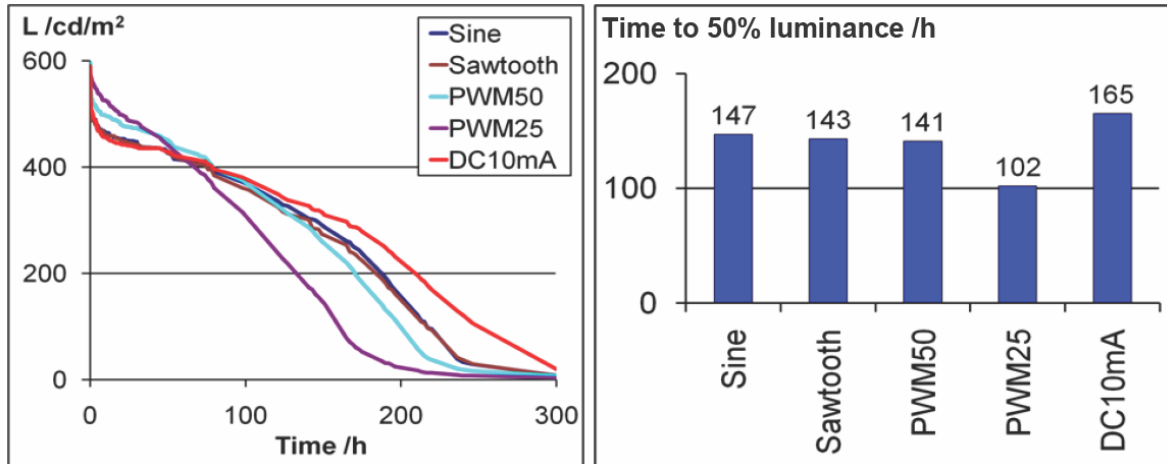 L /cd/m²
600
400
200
0
0 100 200 300
Time /h
Sine
Sawtooth
PWM50
PWM25
DC10mA
Time to 50% luminance /h
200
100
0
147
143
141
102
165
Sine
Sawtooth
PWM50
PWM25
DC10mA